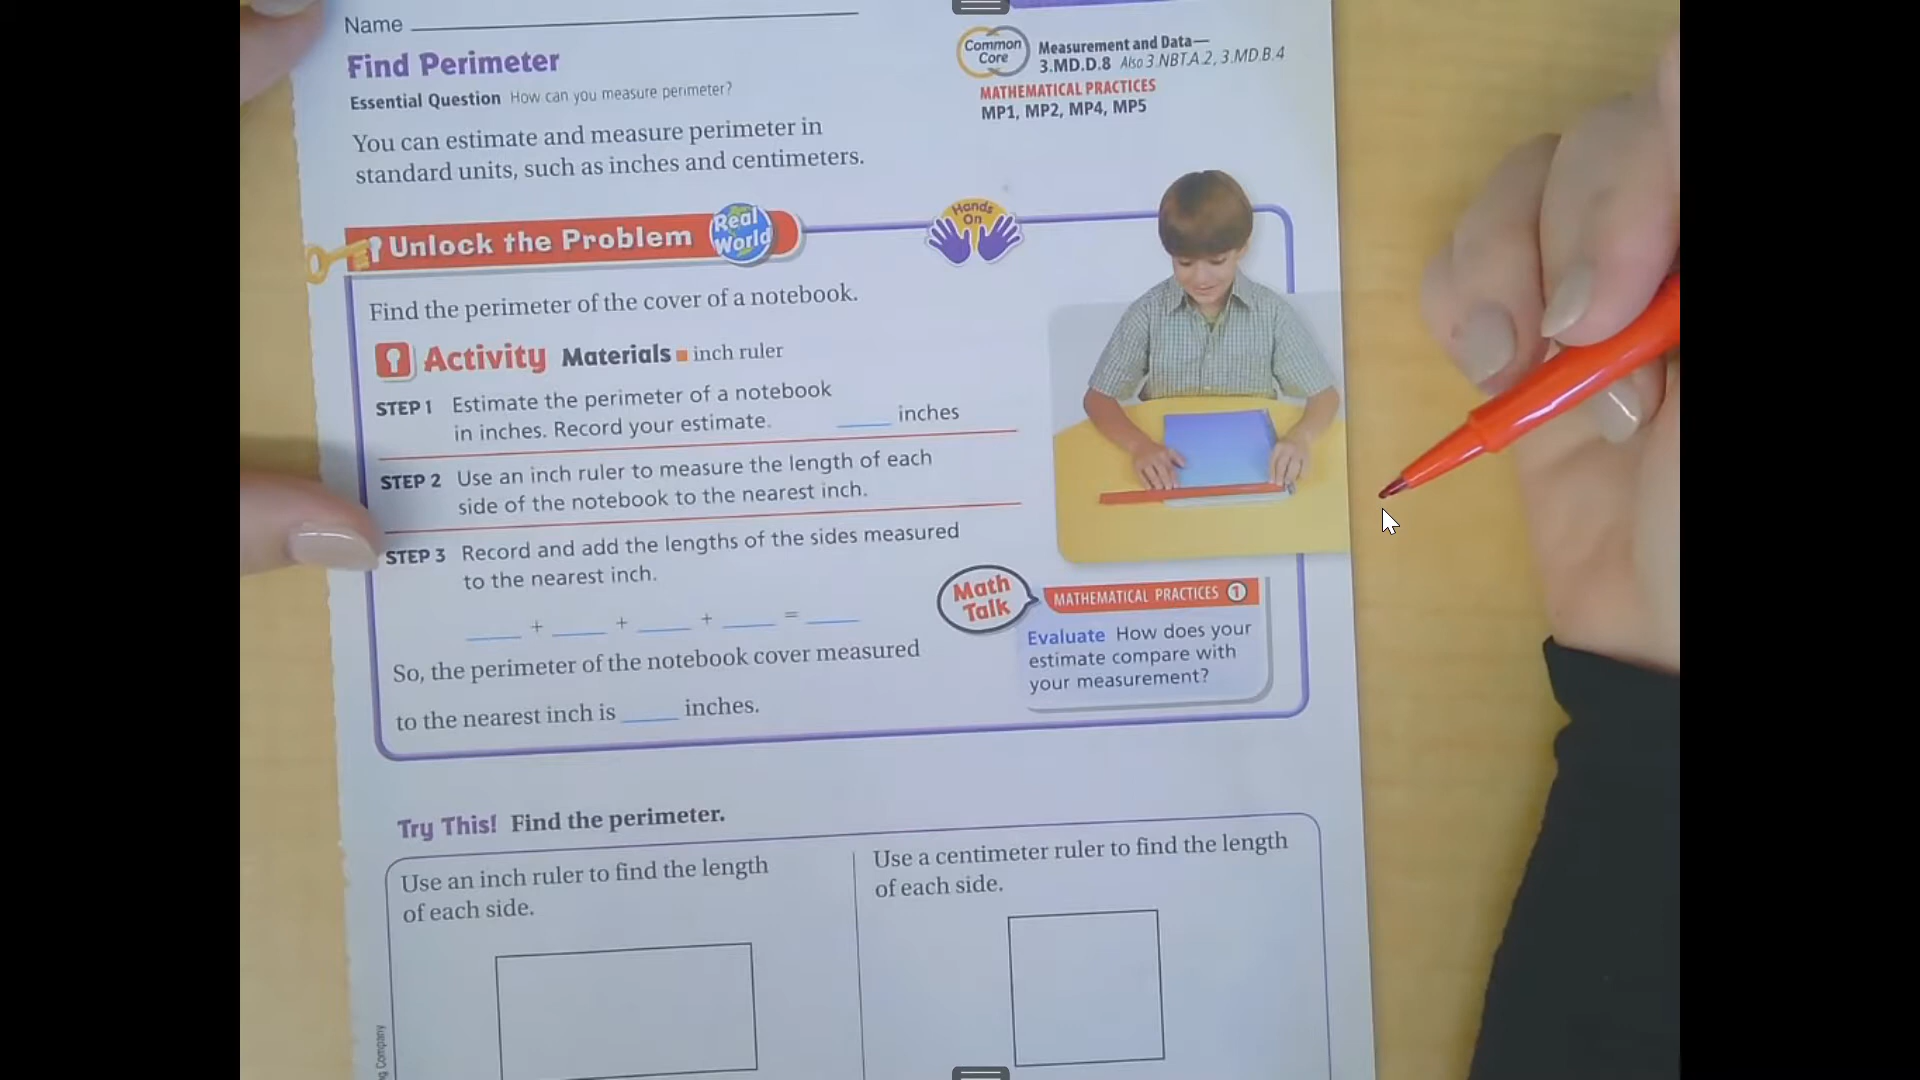 Name
Find Perimeter
Essential Question How can you measure perimeter?
You can estimate and measure perimeter in
standard units, such as inches and centimeters.
Common
Core
Measurement and Data—
3.MD.D.8 Also 3.NBT.A.2, 3.MD.B.4
MATHEMATICAL PRACTICES
MP1, MP2, MP4, MP5
Unlock the Problem
Real
World
Hands
On
Find the perimeter of the cover of a notebook.
Activity Materials ■ inch ruler
STEP 1 Estimate the perimeter of a notebook
in inches. Record your estimate. ____ inches
STEP 2 Use an inch ruler to measure the length of each
side of the notebook to the nearest inch.
STEP 3 Record and add the lengths of the sides measured
to the nearest inch.
____ + ____ + ____ + ____ = ____
So, the perimeter of the notebook cover measured
to the nearest inch is ____ inches.
Math
Talk
MATHEMATICAL PRACTICES 1
Evaluate How does your
estimate compare with
your measurement?
Try This! Find the perimeter.
Use an inch ruler to find the length
of each side.
Use a centimeter ruler to find the length
of each side.
Company